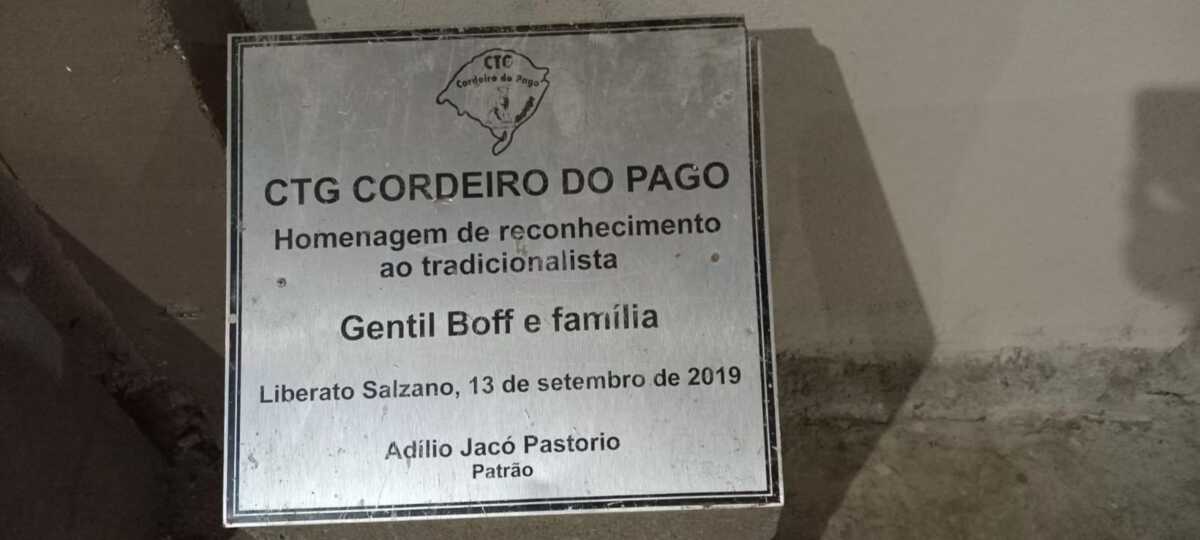 CTG
Cordeiro do Pago
CTG CORDEIRO DO PAGO
Homenagem de reconhecimento
ao tradicionalista
Gentil Boff e família
Liberato Salzano, 13 de setembro de 2019
Adílio Jacó Pastorio
Patrão